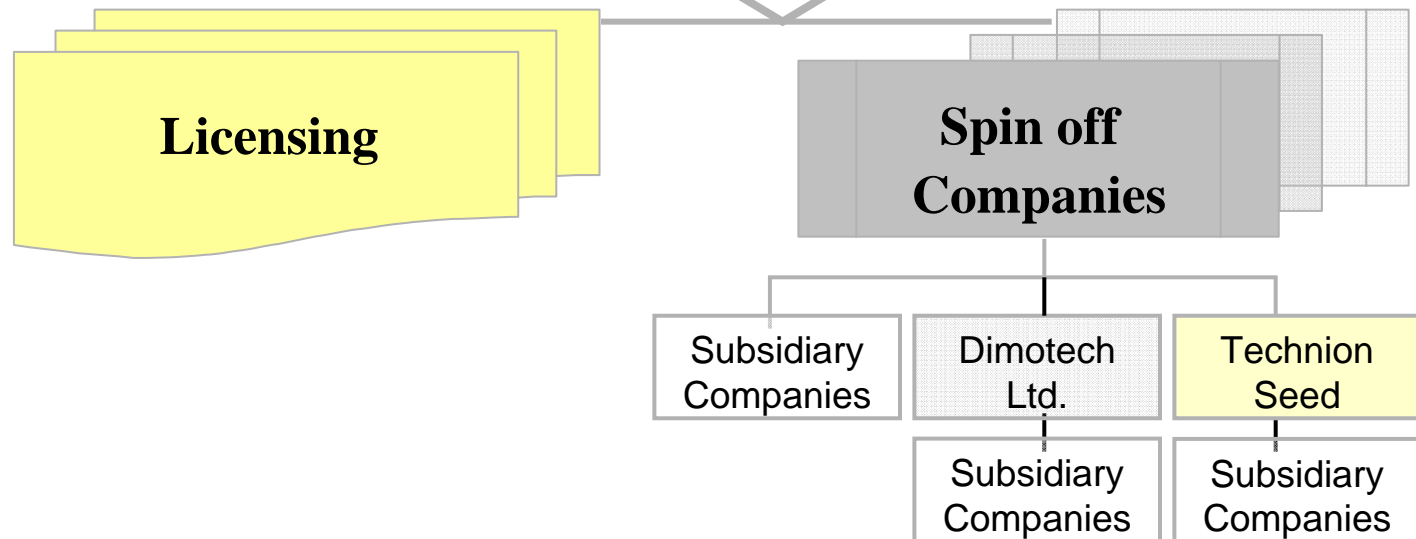 Licensing
Spin off
Companies
Subsidiary
Companies
Dimotech
Ltd.
Technion
Seed
Subsidiary
Companies
Subsidiary
Companies